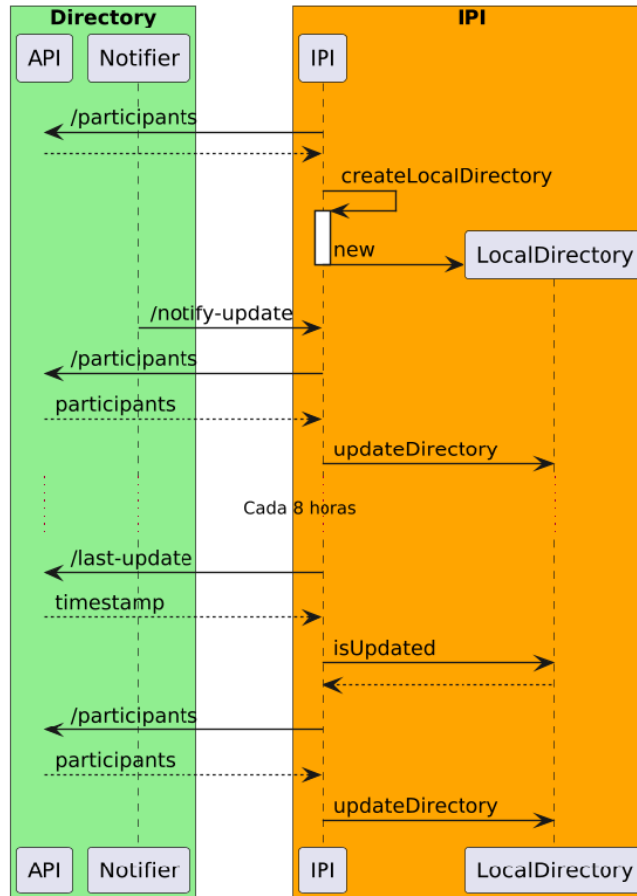 Directory
IPI
API
Notifier
IPI
/participants
createLocalDirectory
new
LocalDirectory
/notify-update
/participants
participants
updateDirectory
Cada 8 horas
/last-update
timestamp
isUpdated
/participants
participants
updateDirectory
API
Notifier
IPI
LocalDirectory